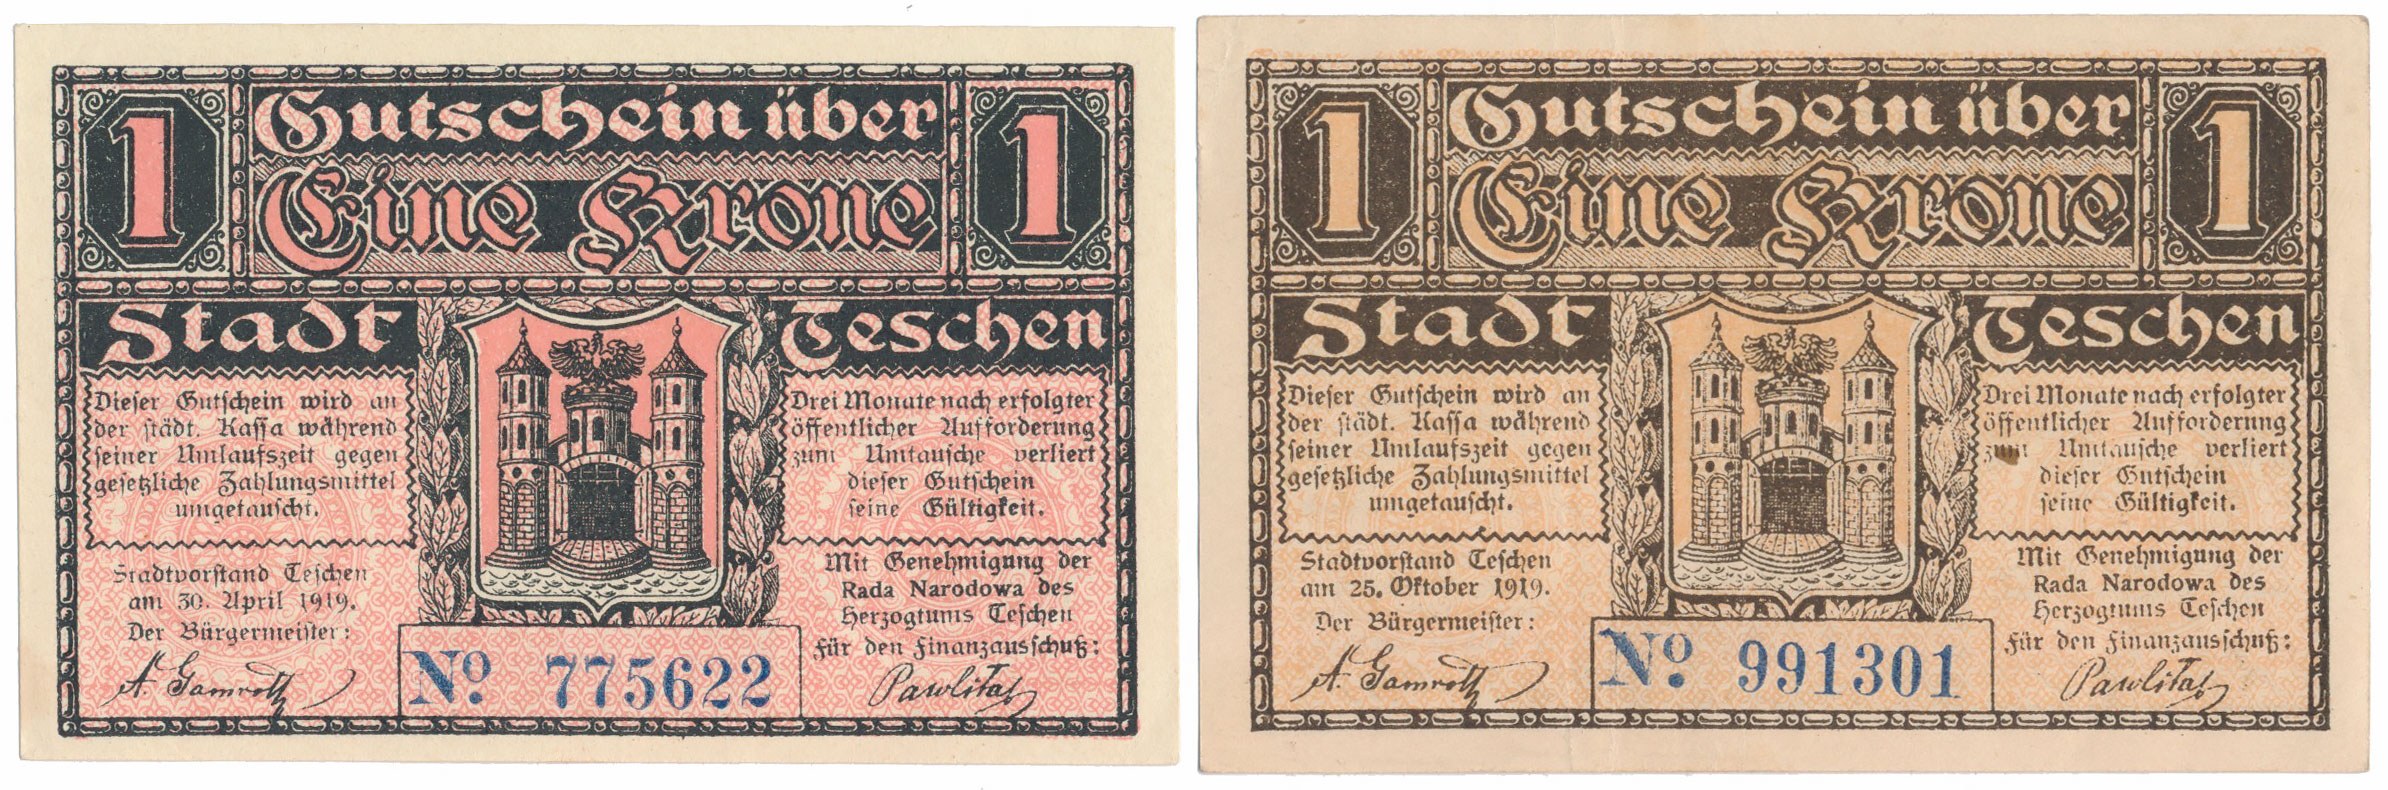 1 Gutschein über 1
Eine Krone
Stadt Teschen
Dieser Gutschein wird an
der städt. Kassa während
seiner Umlaufszeit gegen
gesetzliche Zahlungsmittel
umgetauscht.
Drei Monate nach erfolgter
öffentlicher Aufforderung
zum Umtausche verliert
dieser Gutschein
seine Gültigkeit.
Stadtvorstand Teschen
am 30. April 1919.
Der Bürgermeister:
A. Gamroth
No. 775622
Mit Genehmigung der
Rada Narodowa des
Herzogtums Teschen
für den Finanzausschuß:
Pawlitas
1 Gutschein über 1
Eine Krone
Stadt Teschen
Dieser Gutschein wird an
der städt. Kassa während
seiner Umlaufszeit gegen
gesetzliche Zahlungsmittel
umgetauscht.
Drei Monate nach erfolgter
öffentlicher Aufforderung
zum Umtausche verliert
dieser Gutschein
seine Gültigkeit.
Stadtvorstand Teschen
am 25. Oktober 1919.
Der Bürgermeister:
A. Gamroth
No. 991301
Mit Genehmigung der
Rada Narodowa des
Herzogtums Teschen
für den Finanzausschuß:
Pawlitas